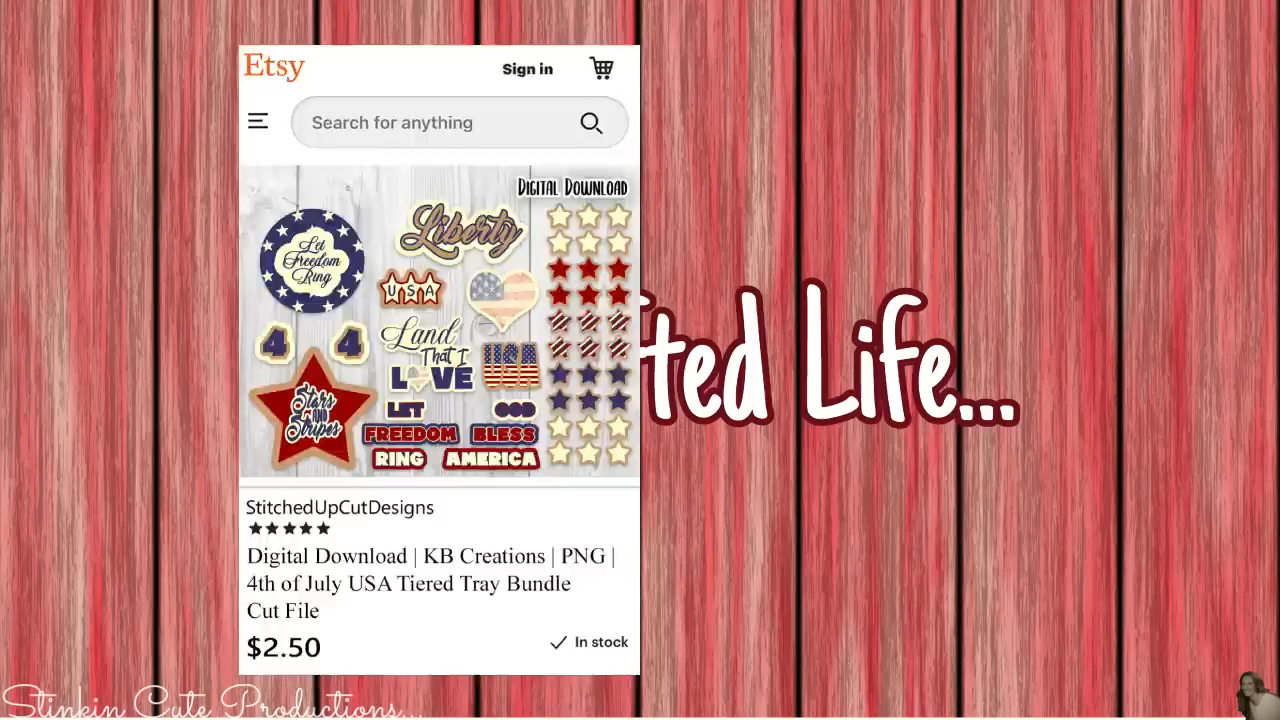 Etsy
Sign in
Search for anything
DIGITAL DOWNLOAD
Let
Freedom
Ring
Liberty
USA
4 4
Land
That I
LOVE
USA
Stars
AND
Stripes
LET
FREEDOM
RING
GOD
BLESS
AMERICA
ted Life...
StitchedUpCutDesigns
Digital Download | KB Creations | PNG |
4th of July USA Tiered Tray Bundle
Cut File
$2.50
In stock
Stinkin Cute Productions...